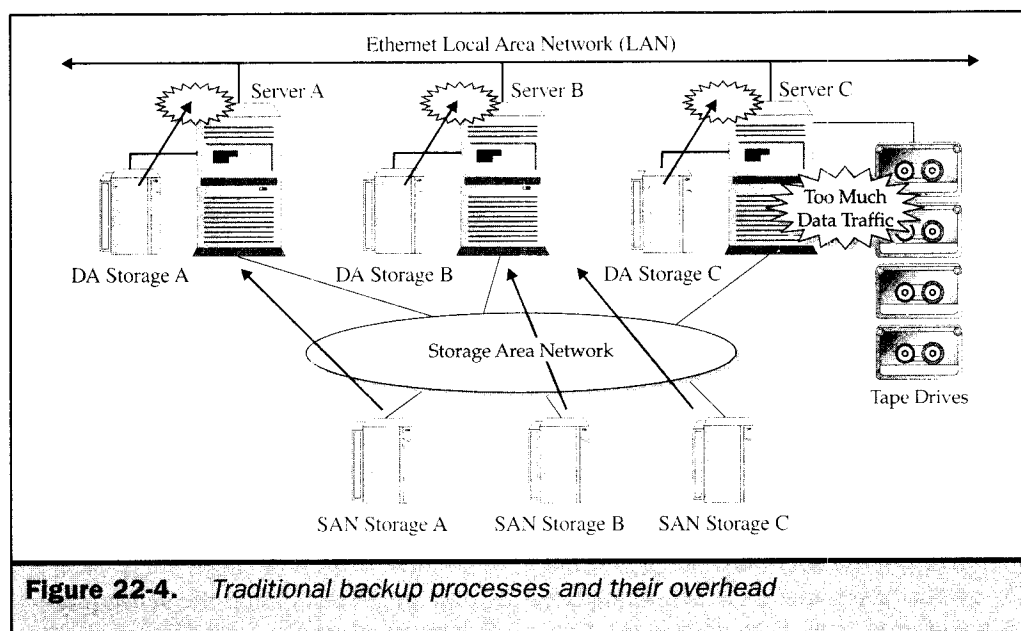 Ethernet Local Area Network (LAN)
Server A
Server B
Server C
Too Much
Data Traffic
DA Storage A
DA Storage B
DA Storage C
Storage Area Network
Tape Drives
SAN Storage A
SAN Storage B
SAN Storage C
Figure 22-4. Traditional backup processes and their overhead